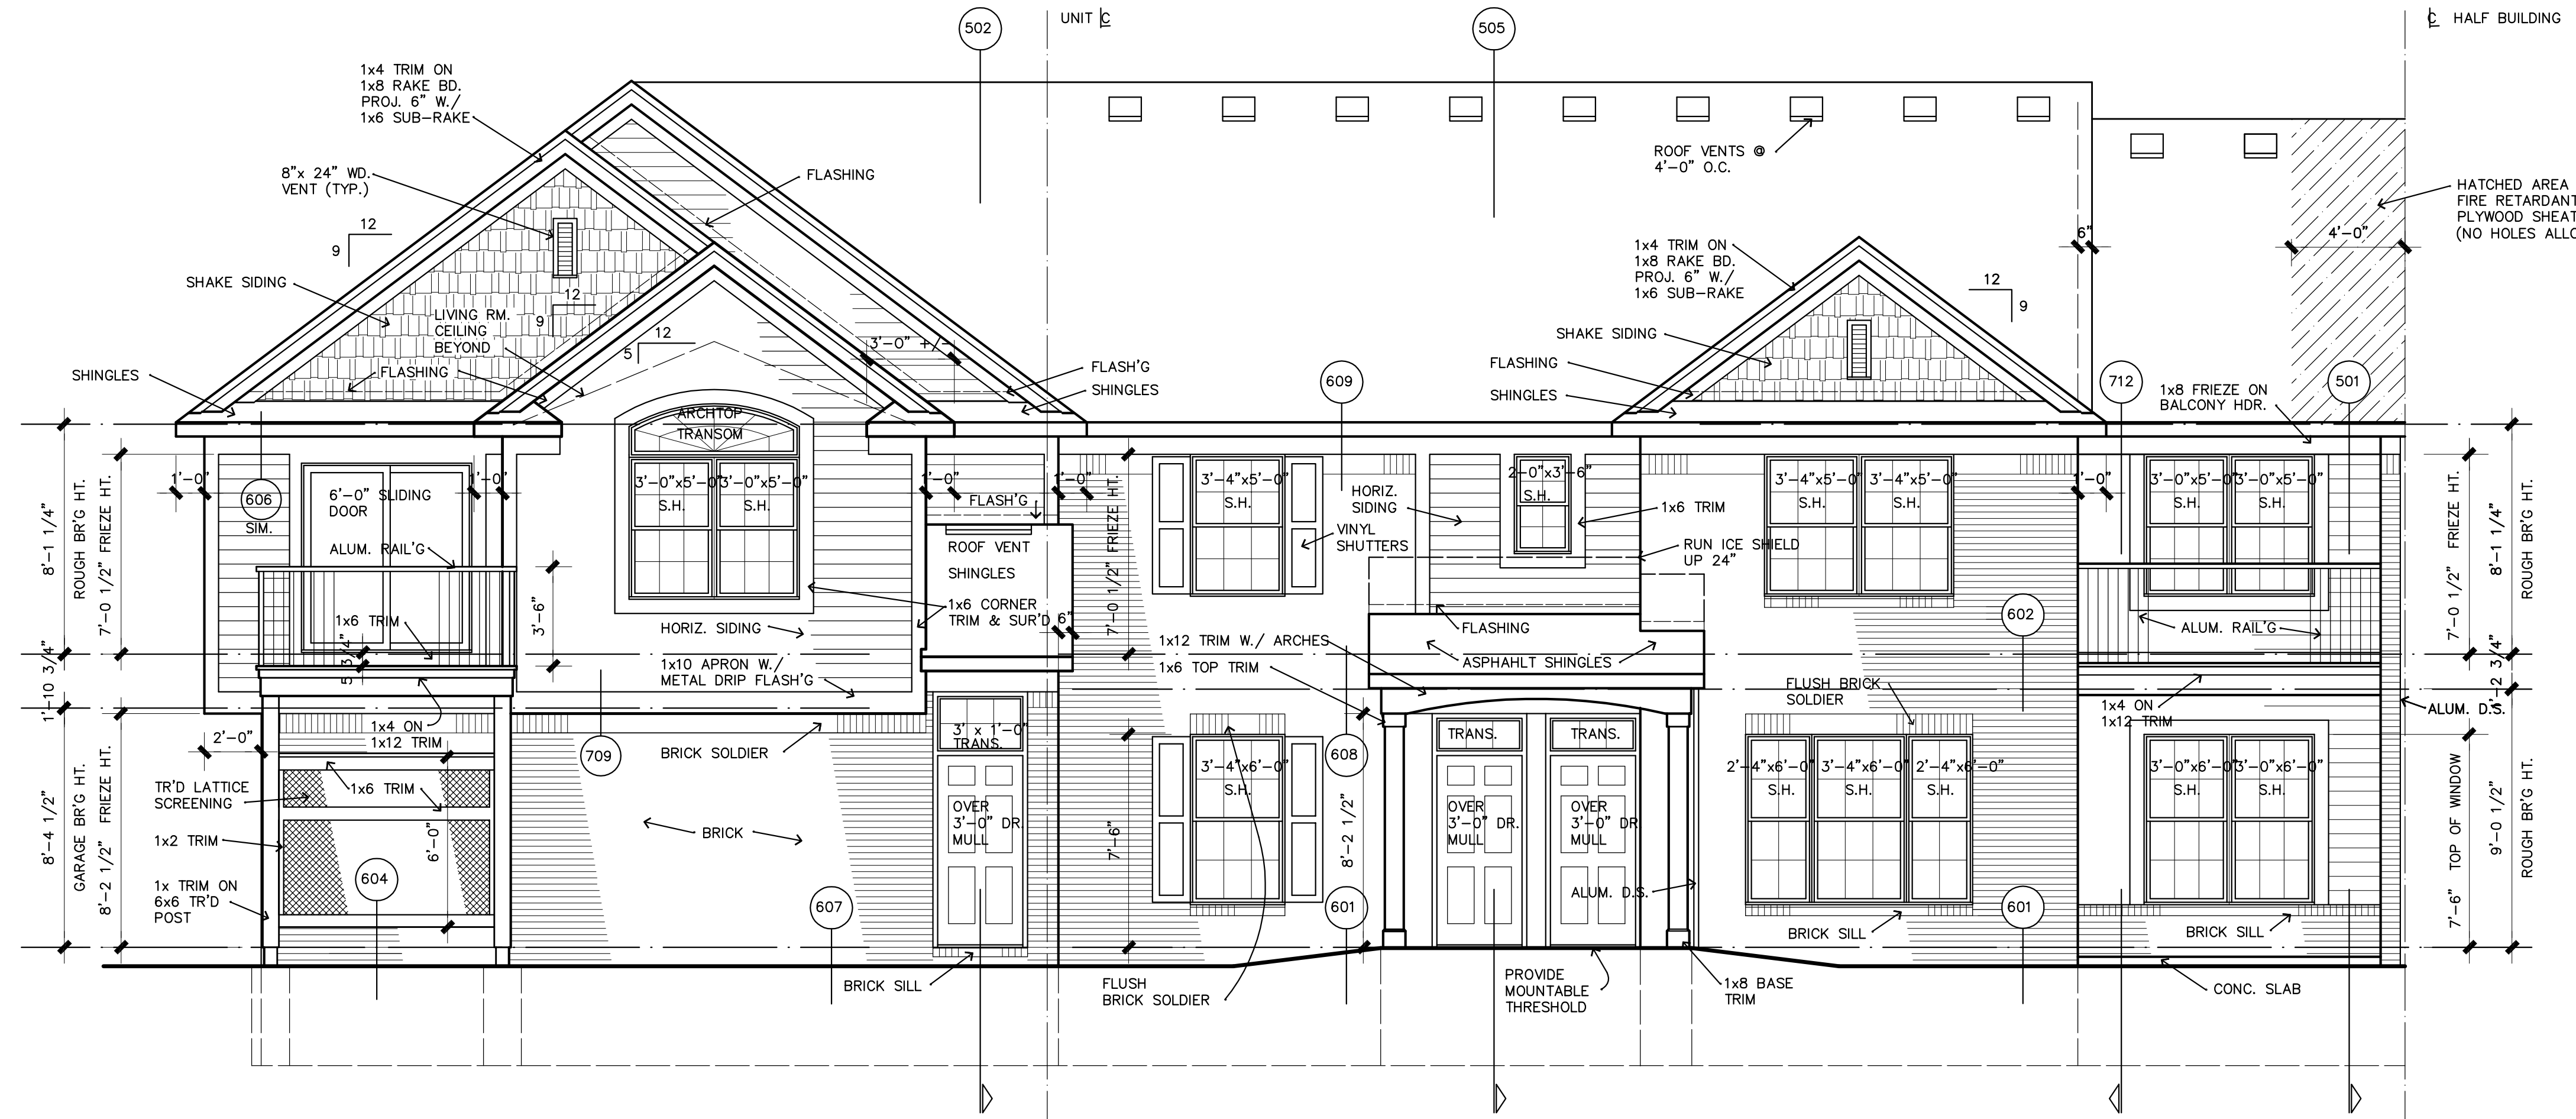 502
UNIT CL
505
CL HALF BUILDING
1x4 TRIM ON
1x8 RAKE BD.
PROJ. 6" W./
1x6 SUB-RAKE
8"x 24" WD.
VENT (TYP.)
FLASHING
ROOF VENTS @
4'-0" O.C.
HATCHED AREA
FIRE RETARDANT
(NO HOLES
6"
4'-0"
12
9
SHAKE SIDING
12
9
LIVING RM.
CEILING
BEYOND
12
5
3'-0" +/-
1x4 TRIM ON
1x8 RAKE BD.
PROJ. 6" W./
1x6 SUB-RAKE
12
9
SHAKE SIDING
FLASHING
SHINGLES
SHINGLES
FLASHING
FLASH'G
SHINGLES
609
712
501
1x8 FRIEZE ON
BALCONY HDR.
ARCHTOP
TRANSOM
8'-1 1/4"
ROUGH BR'G HT.
7'-0 1/2" FRIEZE HT.
1'-0"
606
SIM.
6'-0" SLIDING
DOOR
1'-0"
3'-0"x5'-0"
S.H.
3'-0"x5'-0"
S.H.
1'-0"
1'-0"
FLASH'G
7'-0 1/2" FRIEZE HT.
3'-4"x5'-0"
S.H.
HORIZ.
SIDING
VINYL
SHUTTERS
2-0"x3'-6"
S.H.
1x6 TRIM
RUN ICE SHIELD
UP 24"
3'-4"x5'-0"
S.H.
3'-4"x5'-0"
S.H.
1'-0"
3'-0"x5'-0"
S.H.
3'-0"x5'-0"
S.H.
7'-0 1/2" FRIEZE HT.
8'-1 1/4"
ROUGH BR'G HT.
ALUM. RAIL'G
1x6 TRIM
5 3/4"
3'-6"
HORIZ. SIDING
1x10 APRON W./
METAL DRIP FLASH'G
ROOF VENT
SHINGLES
1x6 CORNER
TRIM & SUR'D
6"
1x12 TRIM W./ ARCHES
1x6 TOP TRIM
FLASHING
ASPHAHLT SHINGLES
602
ALUM. RAIL'G
1'-10 3/4"
1'-2 3/4"
FLUSH BRICK
SOLDIER
1x4 ON
1x12 TRIM
ALUM. D.S.
2'-0"
1x4 ON
1x12 TRIM
709
BRICK SOLDIER
3' x 1'-0"
TRANS.
608
TRANS.
TRANS.
3'-4"x6'-0"
S.H.
2'-4"x6'-0"
S.H.
3'-4"x6'-0"
S.H.
2'-4"x6'-0"
S.H.
3'-0"x6'-0"
S.H.
3'-0"x6'-0"
S.H.
8'-4 1/2"
GARAGE BR'G HT.
8'-2 1/2" FRIEZE HT.
TR'D LATTICE
SCREENING
1x6 TRIM
1x2 TRIM
6'-0"
BRICK
OVER
3'-0" DR.
MULL
7'-6"
8'-2 1/2"
OVER
3'-0" DR.
MULL
OVER
3'-0" DR
MULL
7'-6" TOP OF WINDOW
9'-0 1/2"
ROUGH BR'G HT.
1x TRIM ON
6x6 TR'D
POST
604
607
601
ALUM. D.S.
601
BRICK SILL
BRICK SILL
BRICK SILL
FLUSH
BRICK SOLDIER
PROVIDE
MOUNTABLE
THRESHOLD
1x8 BASE
TRIM
CONC. SLAB